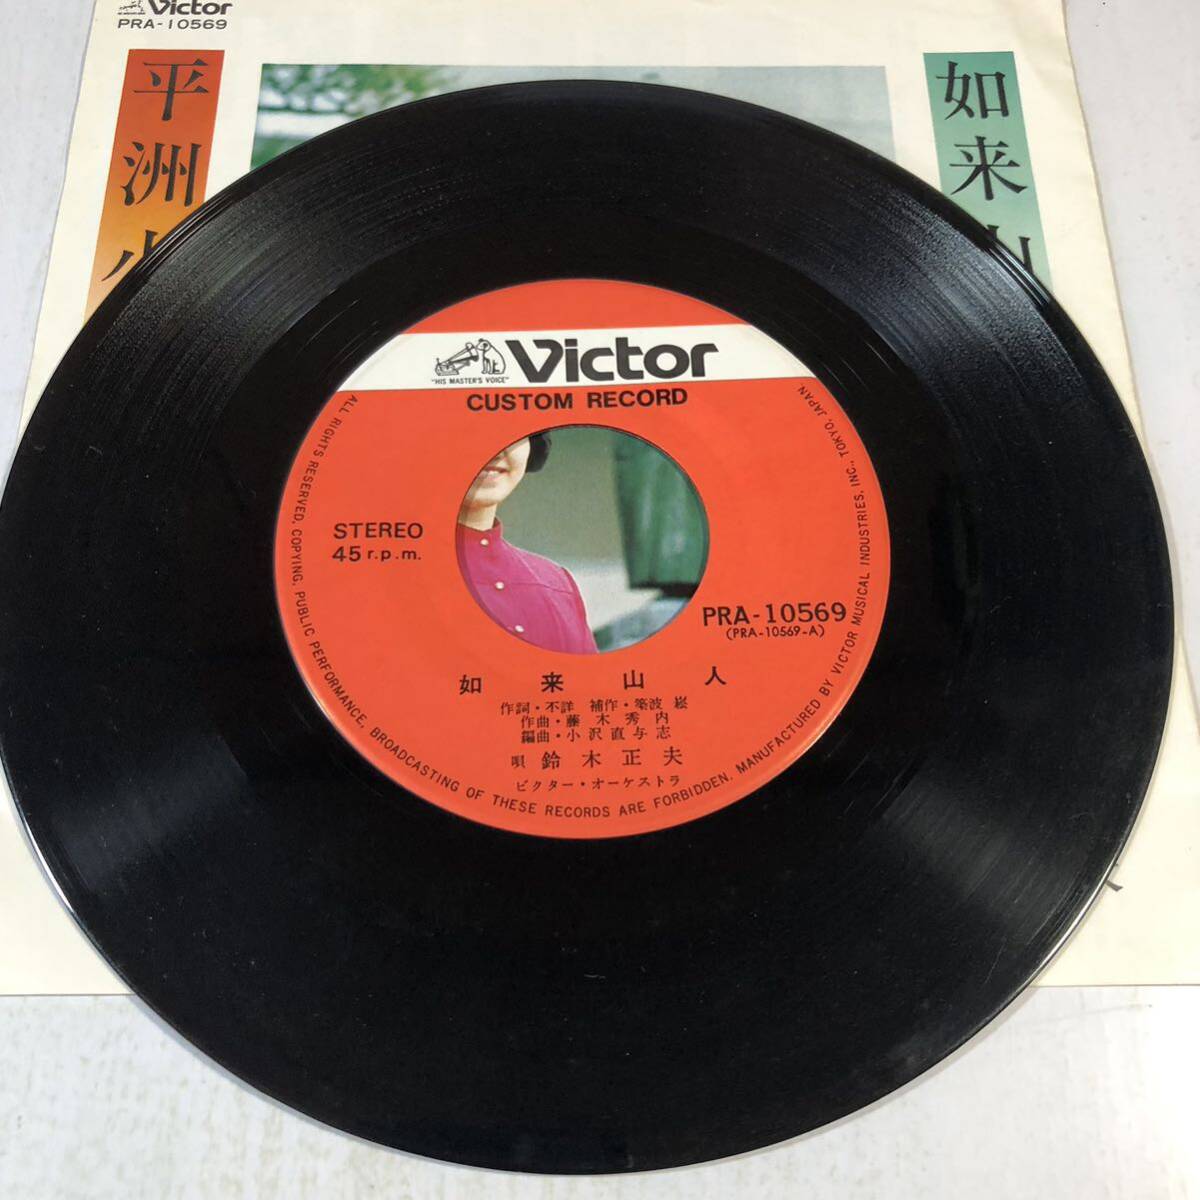 Victor
PRA-10569
平洲
如来山
"HIS MASTER'S VOICE"
Victor
CUSTOM RECORD
STEREO
45 r.p.m.
PRA-10569
(PRA-10569-A)
如来山人
作詞・不詳 補作・築波 嶽
作曲・藤木秀内
編曲・小沢直与志
唄 鈴木正夫
ビクター・オーケストラ
ALL RIGHTS RESERVED. COPYING, PUBLIC PERFORMANCE, BROADCASTING OF THESE RECORDS ARE FORBIDDEN. MANUFACTURED BY VICTOR MUSICAL INDUSTRIES, INC., TOKYO, JAPAN.